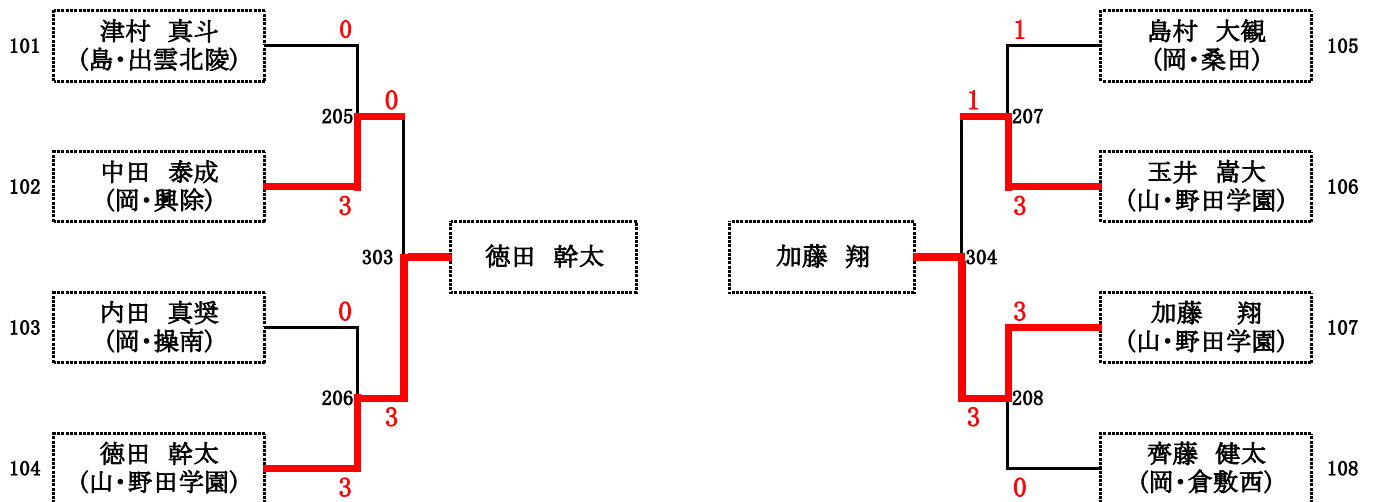 101
津村 真斗
(島・出雲北陵)
0
205
0
102
中田 泰成
(岡・興除)
3
303
徳田 幹太
103
内田 真奨
(岡・操南)
0
206
3
104
徳田 幹太
(山・野田学園)
3
1
島村 大観
(岡・桑田)
105
1
207
玉井 嵩大
(山・野田学園)
106
3
加藤 翔
304
3
加藤 翔
(山・野田学園)
107
208
3
齊藤 健太
(岡・倉敷西)
108
0